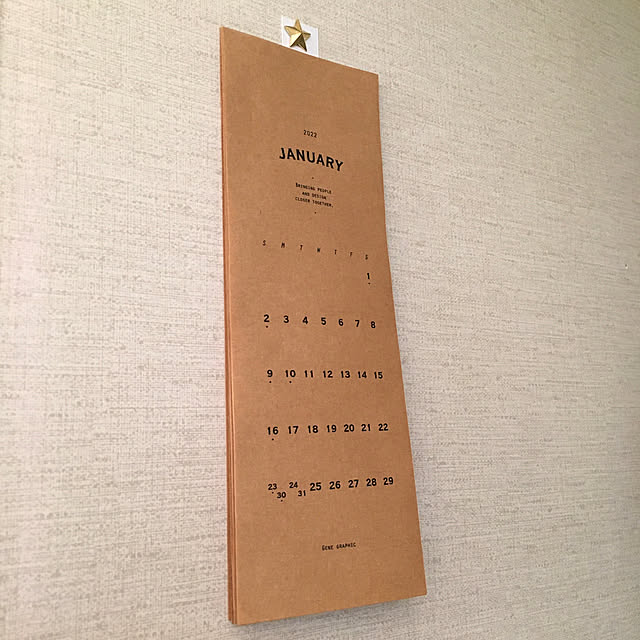 2022
JANUARY
BRINGING PEOPLE
AND DESIGN
CLOSER TOGETHER.
S M T W T F S
1
2 3 4 5 6 7 8
9 10 11 12 13 14 15
16 17 18 19 20 21 22
23 24 25 26 27 28 29
30 31
GENE GRAPHIC